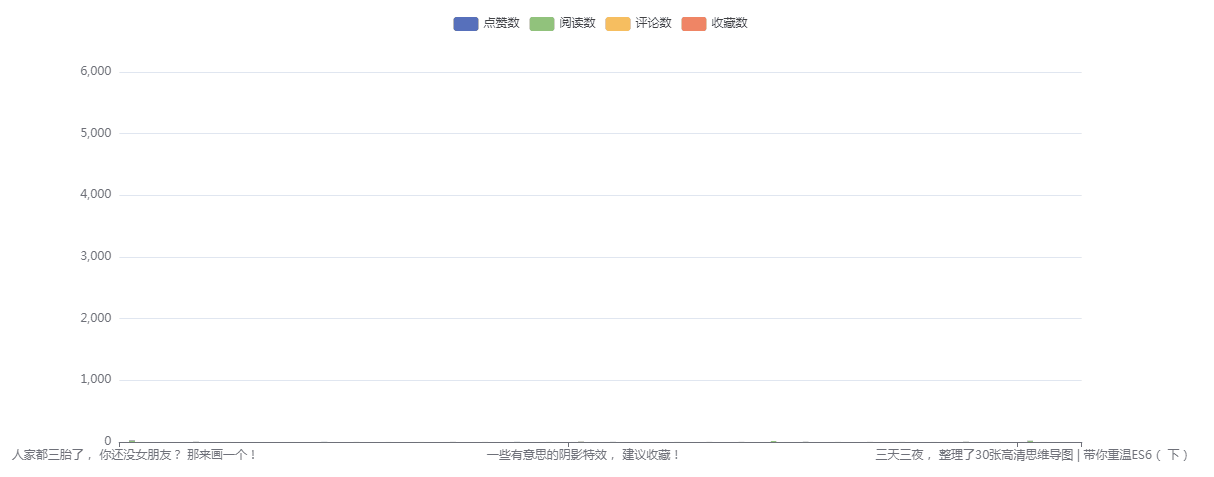 点赞数 阅读数 评论数 收藏数
6,000
5,000
4,000
3,000
2,000
1,000
0
人家都三胎了， 你还没女朋友？ 那来画一个！
一些有意思的阴影特效， 建议收藏！
三天三夜， 整理了30张高清思维导图 | 带你重温ES6（ 下 ）